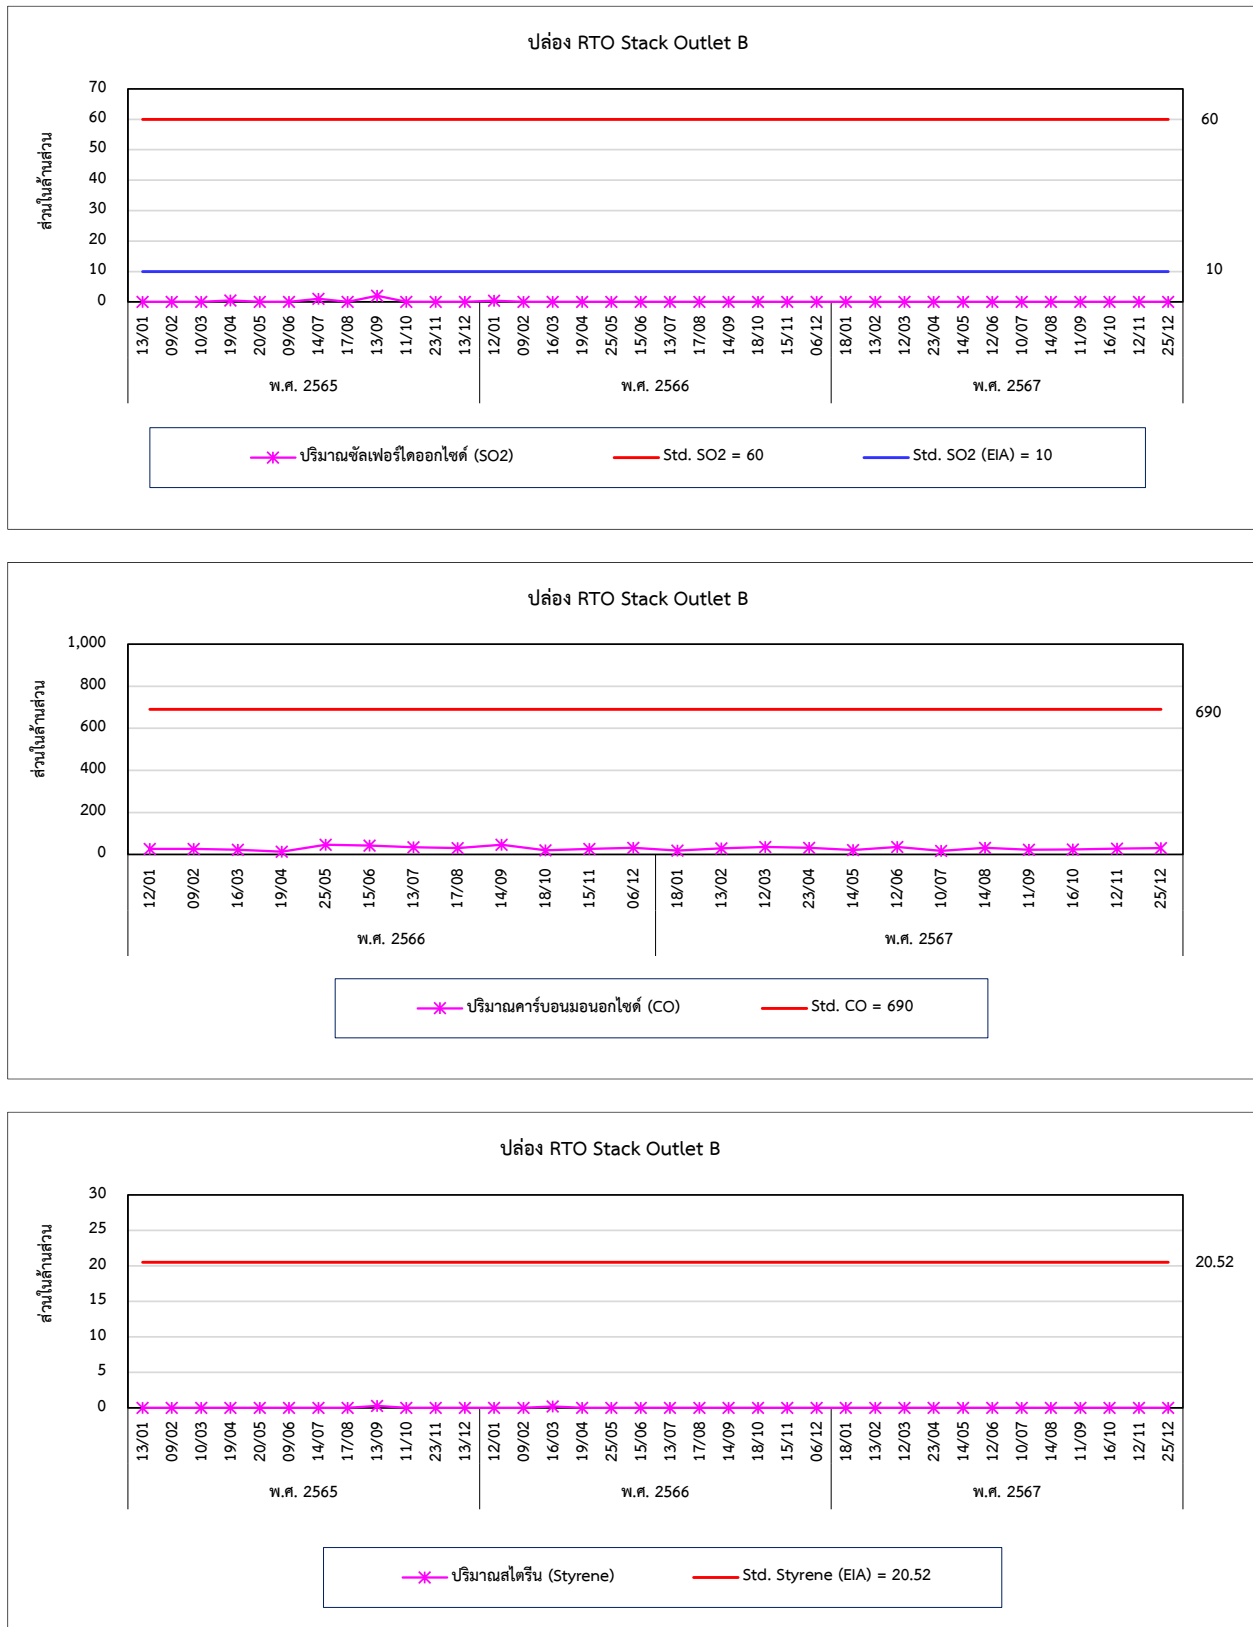 ปล่อง RTO Stack Outlet B
ส่วนในล้านส่วน
70
60
50
40
30
20
10
0
60
10
13/01 09/02 10/03 19/04 20/05 09/06 14/07 17/08 13/09 11/10 23/11 13/12 12/01 09/02 16/03 19/04 25/05 15/06 13/07 17/08 14/09 18/10 15/11 06/12 18/01 13/02 12/03 23/04 14/05 12/06 10/07 14/08 11/09 16/10 12/11 25/12
พ.ศ. 2565 พ.ศ. 2566 พ.ศ. 2567
ปริมาณซัลเฟอร์ไดออกไซด์ (SO2) Std. SO2 = 60 Std. SO2 (EIA) = 10
ปล่อง RTO Stack Outlet B
ส่วนในล้านส่วน
1,000
800
600
400
200
0
690
12/01 09/02 16/03 19/04 25/05 15/06 13/07 17/08 14/09 18/10 15/11 06/12 18/01 13/02 12/03 23/04 14/05 12/06 10/07 14/08 11/09 16/10 12/11 25/12
พ.ศ. 2566 พ.ศ. 2567
ปริมาณคาร์บอนมอนอกไซด์ (CO) Std. CO = 690
ปล่อง RTO Stack Outlet B
ส่วนในล้านส่วน
30
25
20
15
10
5
0
20.52
13/01 09/02 10/03 19/04 20/05 09/06 14/07 17/08 13/09 11/10 23/11 13/12 12/01 09/02 16/03 19/04 25/05 15/06 13/07 17/08 14/09 18/10 15/11 06/12 18/01 13/02 12/03 23/04 14/05 12/06 10/07 14/08 11/09 16/10 12/11 25/12
พ.ศ. 2565 พ.ศ. 2566 พ.ศ. 2567
ปริมาณสไตรีน (Styrene) Std. Styrene (EIA) = 20.52